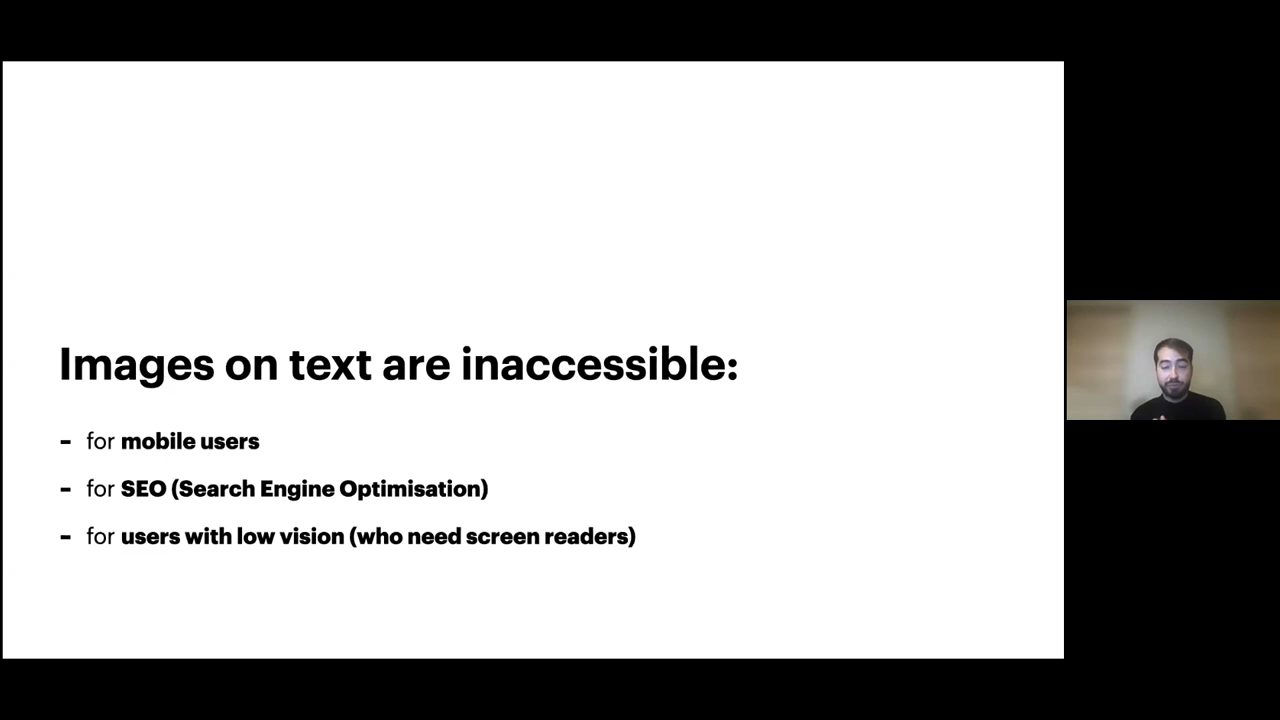 Images on text are inaccessible:
- for mobile users
- for SEO (Search Engine Optimisation)
- for users with low vision (who need screen readers)